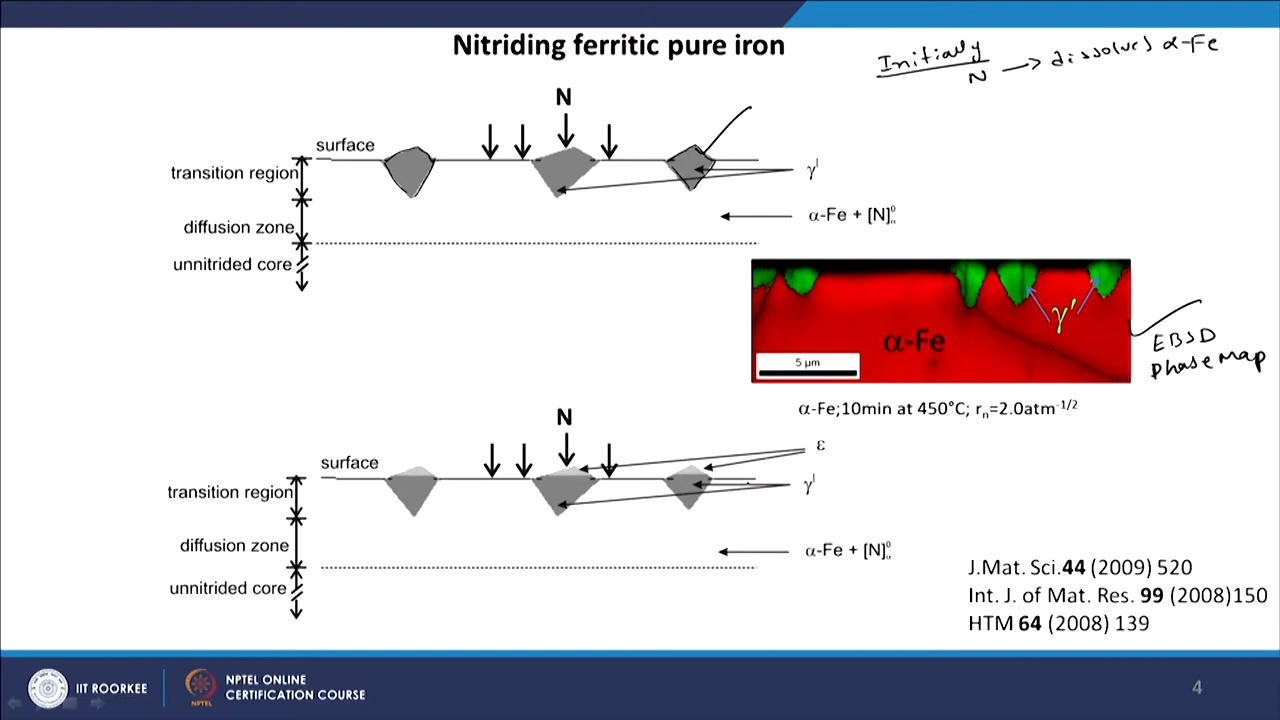 Nitriding ferritic pure iron
Initially
N → dissolves α-Fe
N
surface
transition region
γ'
diffusion zone
α-Fe + [N]⁰α
unnitrided core
γ'
α-Fe
5 µm
EBSD
Phase Map
α-Fe;10min at 450°C; rn=2.0atm-1/2
N
ε
surface
transition region
γ'
diffusion zone
α-Fe + [N]⁰α
unnitrided core
J.Mat. Sci.44 (2009) 520
Int. J. of Mat. Res. 99 (2008)150
HTM 64 (2008) 139
IIT ROORKEE
NPTEL
NPTEL ONLINE
CERTIFICATION COURSE
4